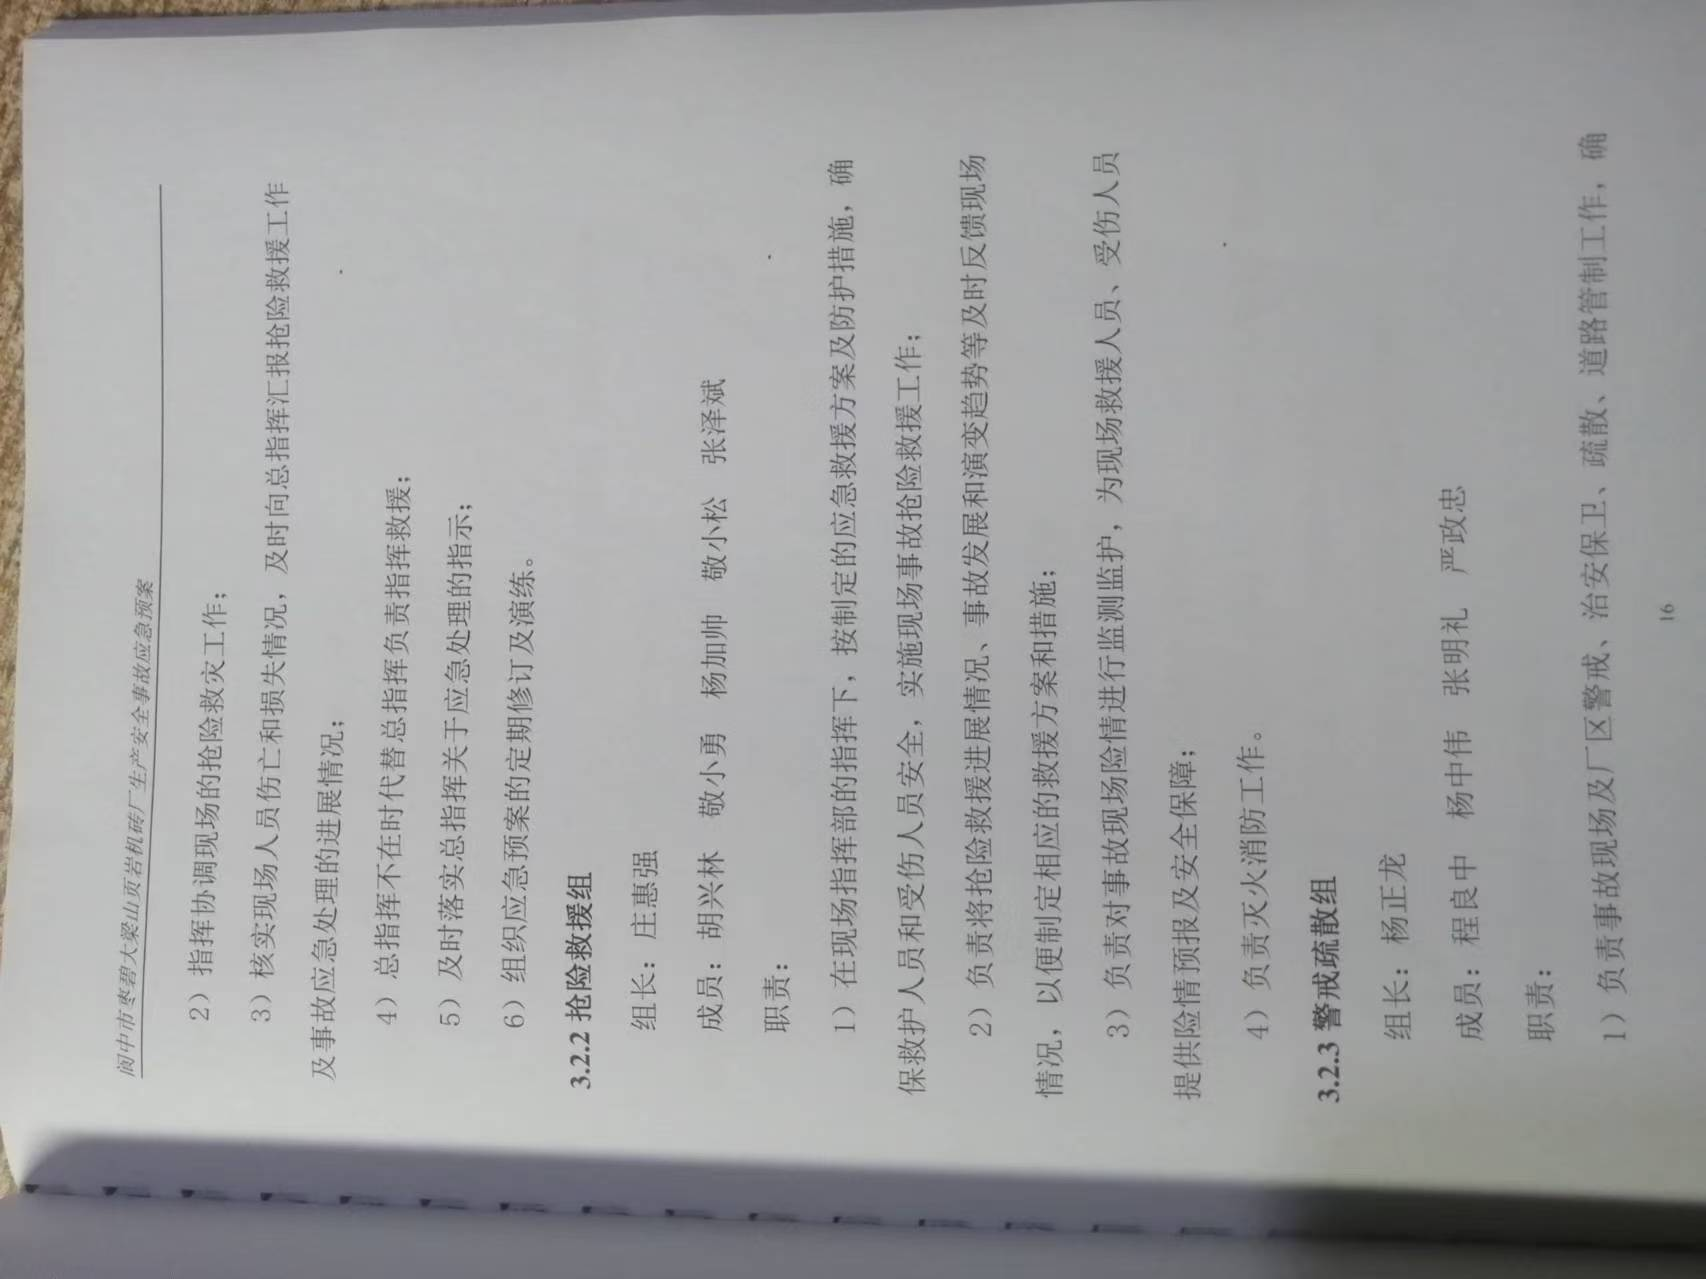 阆中市枣碧大梁山页岩机砖厂生产安全事故应急预案
2）指挥协调现场的抢险救灾工作；
3）核实现场人员伤亡和损失情况，及时向总指挥汇报抢险救援工作
及事故应急处理的进展情况；
4）总指挥不在时代替总指挥负责指挥救援；
5）及时落实总指挥关于应急处理的指示；
6）组织应急预案的定期修订及演练。
3.2.2 抢险救援组
组长：庄惠强
成员：胡兴林 敬小勇 杨加帅 敬小松 张泽斌
职责：
1）在现场指挥部的指挥下，按制定的应急救援方案及防护措施，确
保救护人员和受伤人员安全，实施现场事故抢险救援工作；
2）负责将抢险救援进展情况、事故发展和演变趋势等及时反馈现场
情况，以便制定相应的救援方案和措施；
3）负责对事故现场险情进行监测监护，为现场救援人员、受伤人员
提供险情预报及安全保障；
4）负责灭火消防工作。
3.2.3 警戒疏散组
组长：杨正龙
成员：程良中 杨中伟 张明礼 严政忠
职责：
1）负责事故现场及厂区警戒、治安保卫、疏散、道路管制工作，确
16